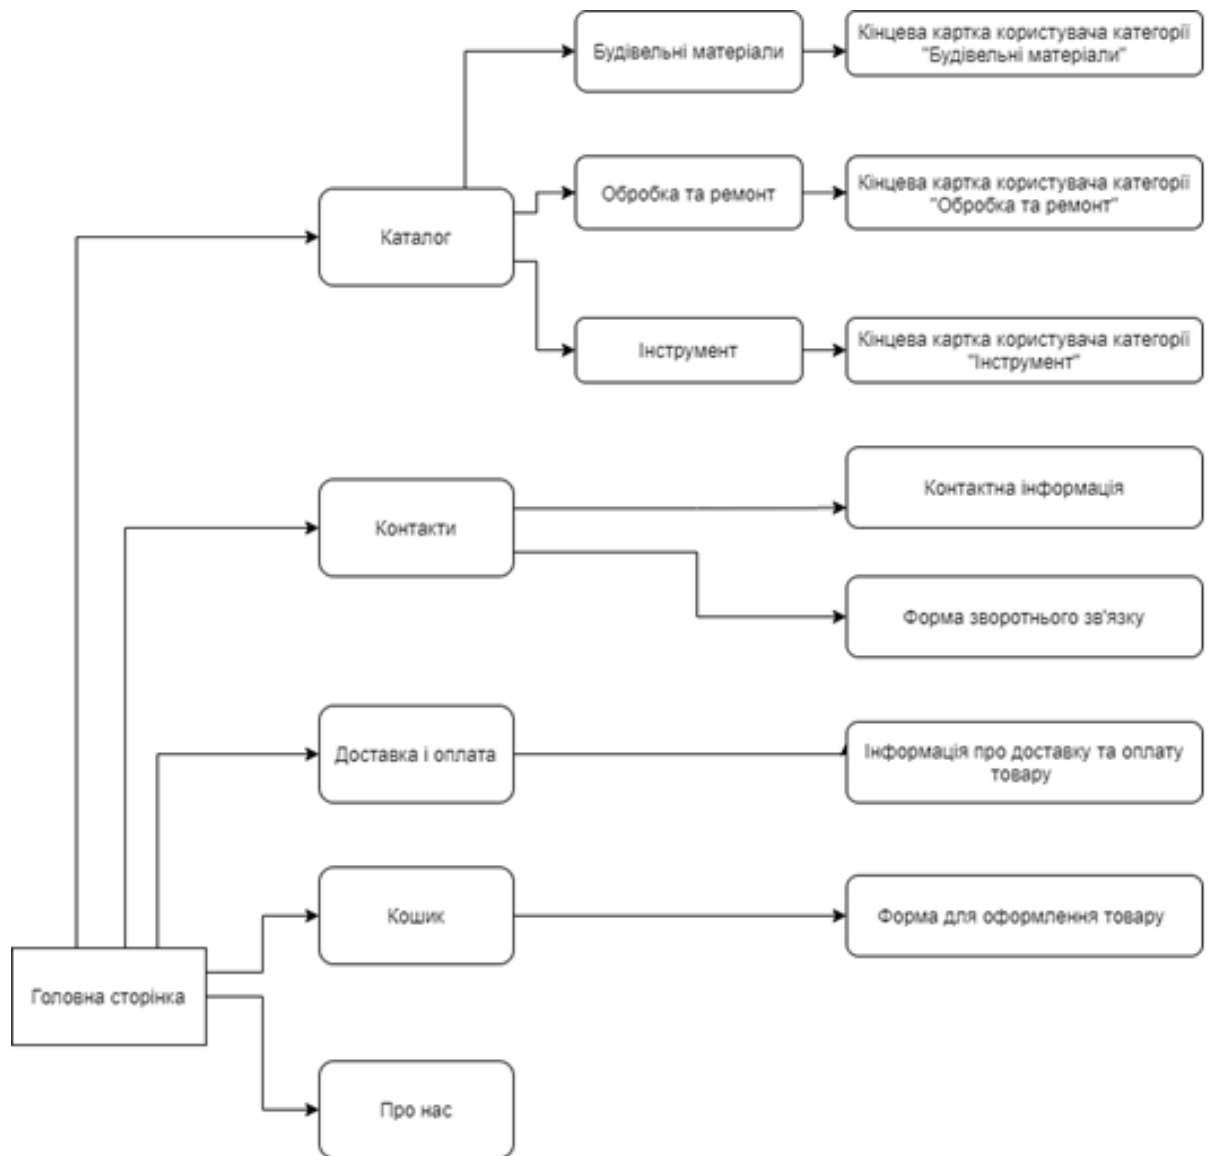 Будівельні матеріали
Кінцева картка користувача категорії
"Будівельні матеріали"
Обробка та ремонт
Кінцева картка користувача категорії
"Обробка та ремонт"
Каталог
Інструмент
Кінцева картка користувача категорії
"Інструмент"
Контактна інформація
Контакти
Форма зворотнього зв'язку
Доставка і оплата
Інформація про доставку та оплату
товару
Кошик
Форма для оформлення товару
Головна сторінка
Про нас